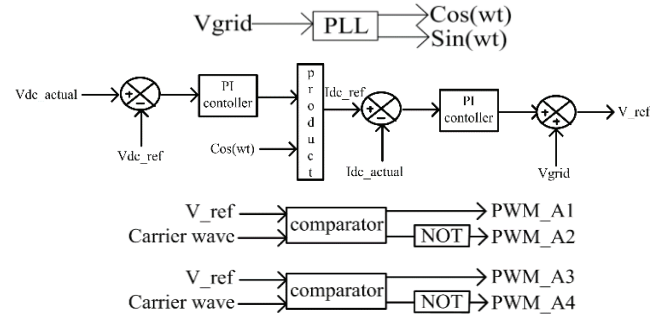 Vgrid PLL Cos(wt)
Sin(wt)
Vdc_actual + − PI contoller product Idc_ref + − PI contoller + + V_ref
Vdc_ref Cos(wt) Idc_actual Vgrid
V_ref comparator PWM_A1
Carrier wave NOT PWM_A2
V_ref comparator PWM_A3
Carrier wave NOT PWM_A4